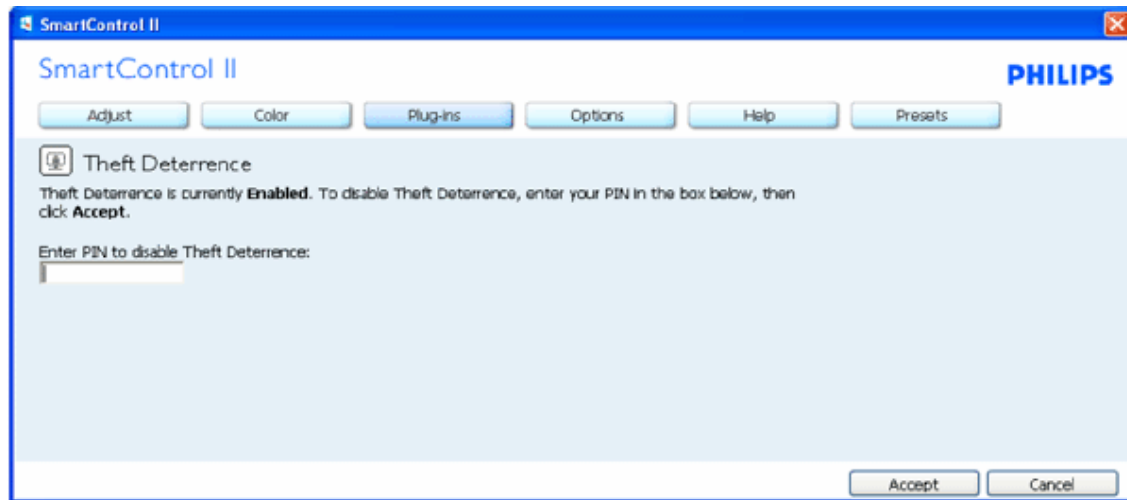 SmartControl II
SmartControl II
PHILIPS
Adjust Color Plug-ins Options Help Presets
Theft Deterrence
Theft Deterrence is currently Enabled. To disable Theft Deterrence, enter your PIN in the box below, then
click Accept.
Enter PIN to disable Theft Deterrence:
Accept Cancel